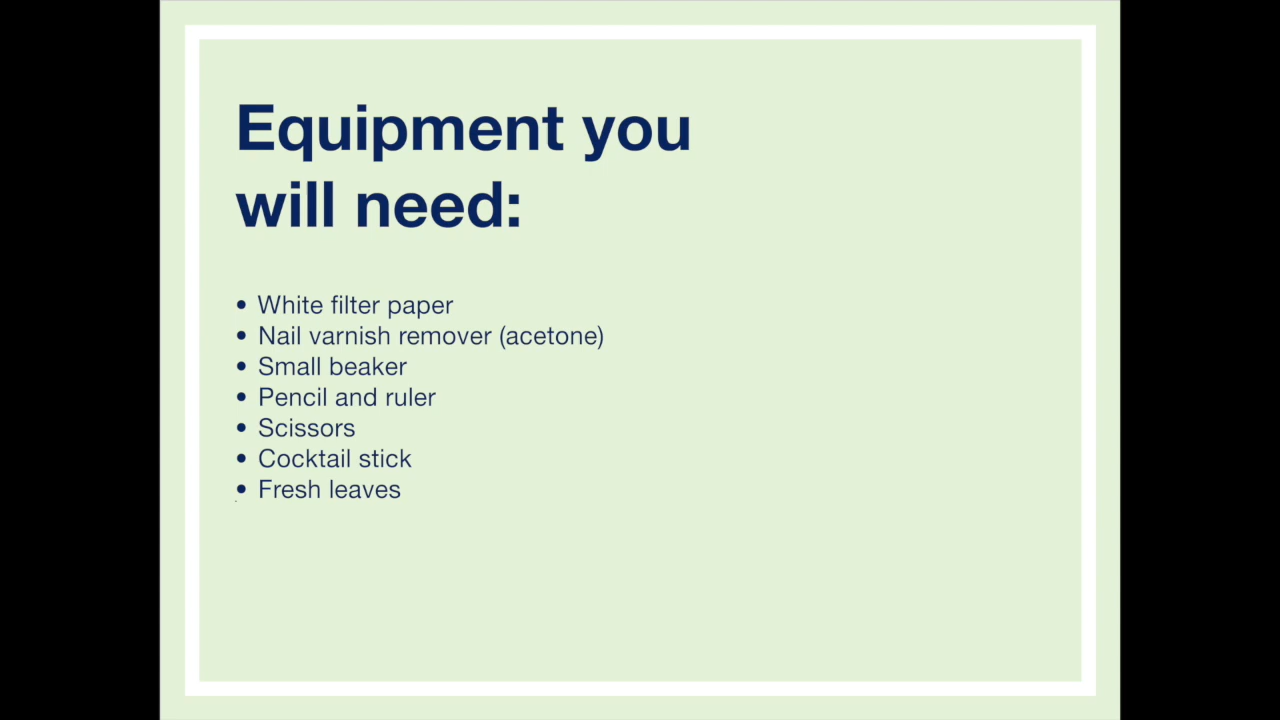 Equipment you
will need:
• White filter paper
• Nail varnish remover (acetone)
• Small beaker
• Pencil and ruler
• Scissors
• Cocktail stick
• Fresh leaves